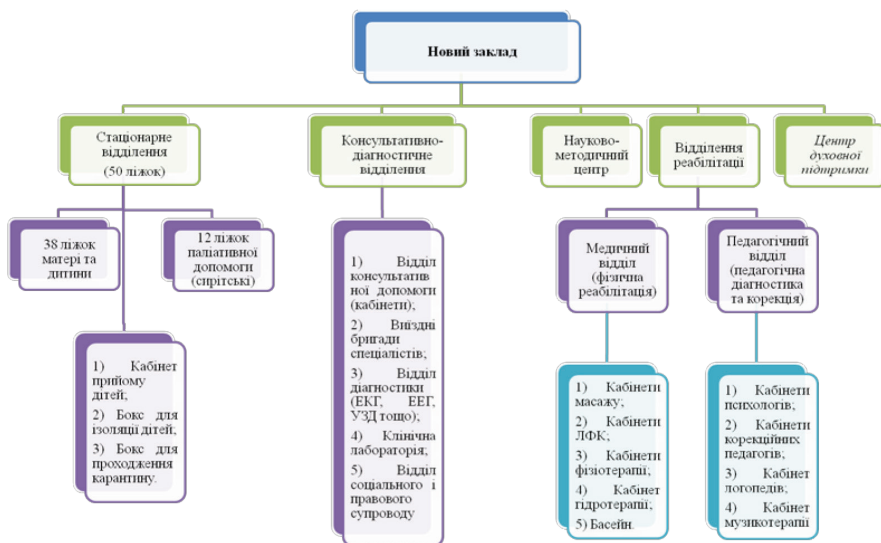 Новий заклад
Стаціонарне
відділення
(50 ліжок)
Консультативно-
діагностичне
відділення
Науково-
методичний
центр
Відділення
реабілітації
Центр
духовної
підтримки
38 ліжок
матері та
дитини
12 ліжок
паліативної
допомоги
(сирітські)
1) Кабінет
прийому
дітей;
2) Бокс для
ізоляції дітей;
3) Бокс для
проходження
карантину.
1) Відділ
консультатив
ної допомоги
(кабінети);
2) Виїздні
бригади
спеціалістів;
3) Відділ
діагностики
(ЕКГ, ЕЕГ,
УЗД тощо);
4) Клінічна
лабораторія;
5) Відділ
соціального і
правового
супроводу
Медичний
відділ
(фізична
реабілітація)
Педагогічний
відділ
(педагогічна
діагностика
та корекція)
1) Кабінети
масажу;
2) Кабінети
ЛФК;
3) Кабінети
фізіотерапії;
4) Кабінет
гідротерапії;
5) Басейн.
1) Кабінети
психологів;
2) Кабінети
корекційних
педагогів;
3) Кабінет
логопедів;
4) Кабінет
музикотерапії